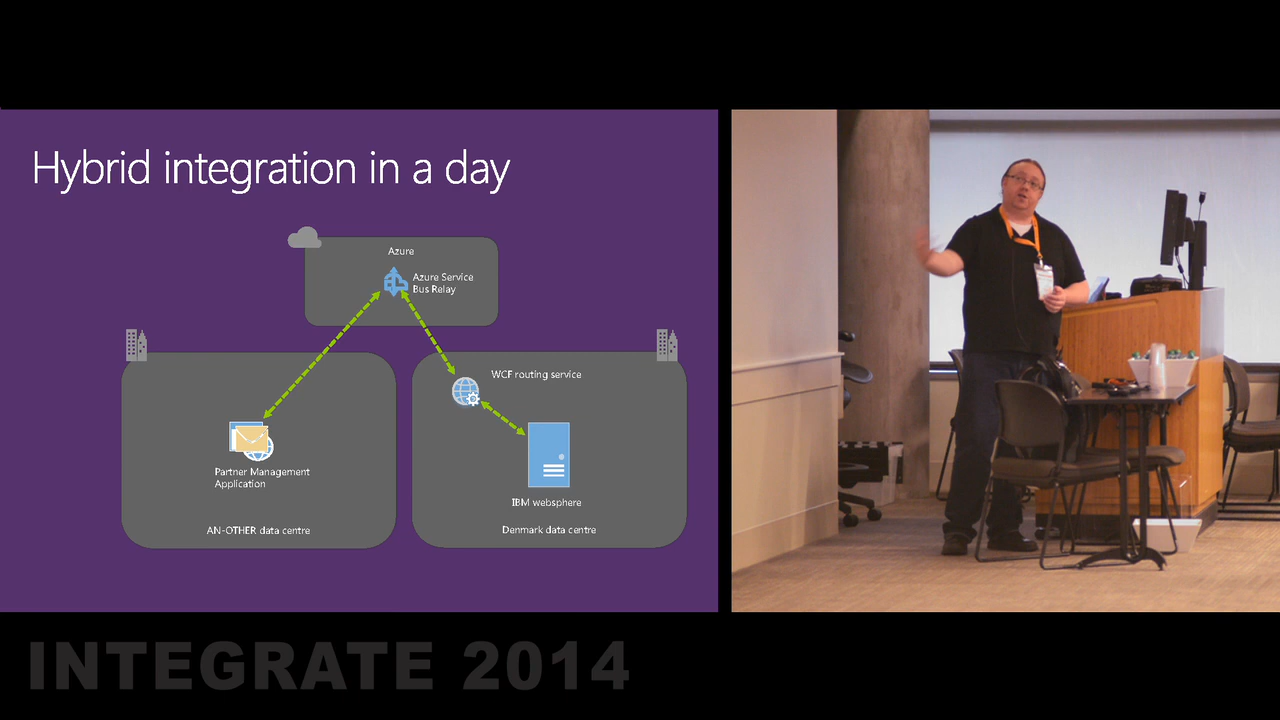 Hybrid integration in a day
Azure
Azure Service
Bus Relay
WCF routing service
Partner Management
Application
IBM websphere
AN-OTHER data centre
Denmark data centre
INTEGRATE 2014